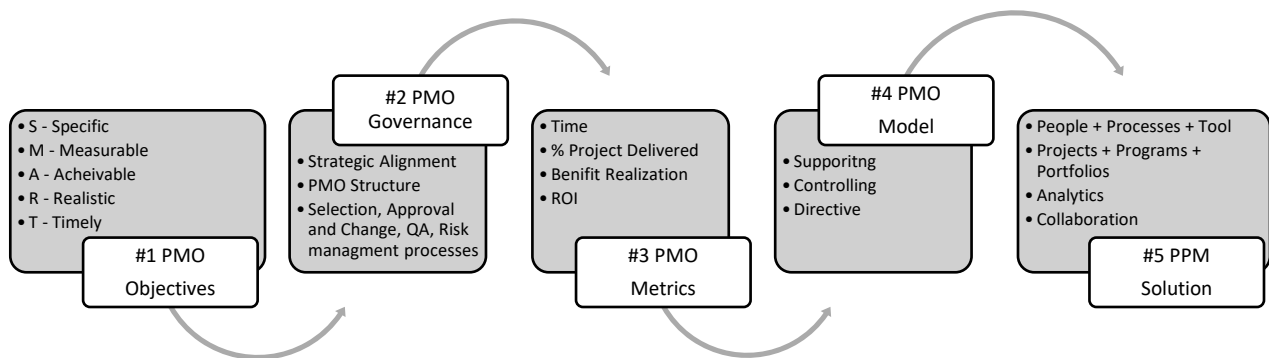 • S - Specific
• M - Measurable
• A - Acheivable
• R - Realistic
• T - Timely
#1 PMO
Objectives
#2 PMO
Governance
• Strategic Alignment
• PMO Structure
• Selection, Approval
and Change, QA, Risk
managment processes
• Time
• % Project Delivered
• Benifit Realization
• ROI
#3 PMO
Metrics
#4 PMO
Model
• Supporitng
• Controlling
• Directive
• People + Processes + Tool
• Projects + Programs +
Portfolios
• Analytics
• Collaboration
#5 PPM
Solution